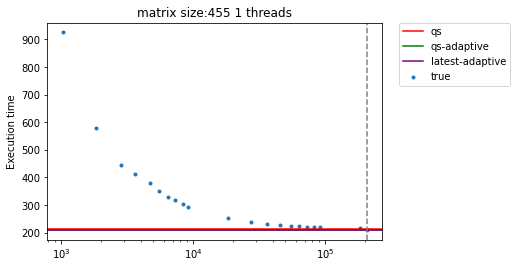 matrix size:455 1 threads
Execution time
900
800
700
600
500
400
300
200
10³
10⁴
10⁵
qs
qs-adaptive
latest-adaptive
true